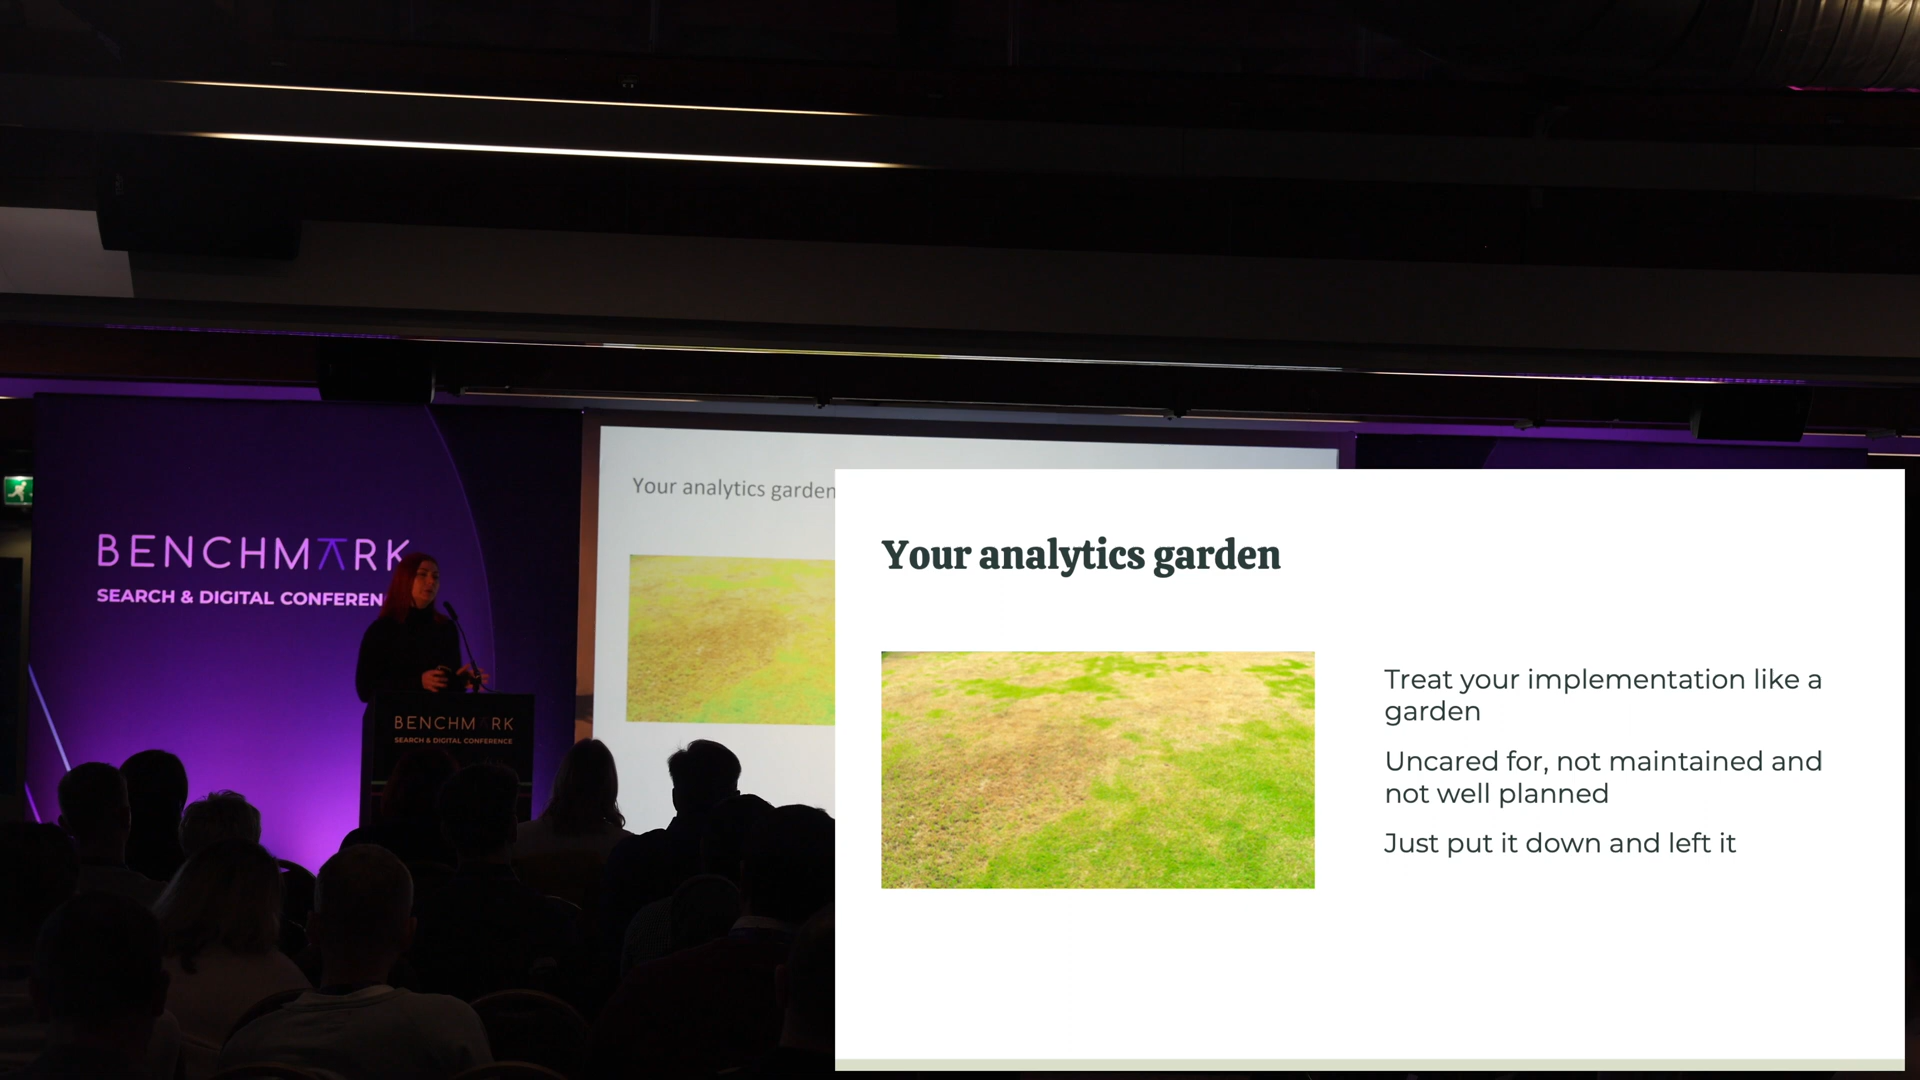 BENCHMARK
SEARCH & DIGITAL CONFEREN
BENCHMARK
SEARCH & DIGITAL CONFERENCE
Your analytics garden
Your analytics garden
Treat your implementation like a
garden
Uncared for, not maintained and
not well planned
Just put it down and left it